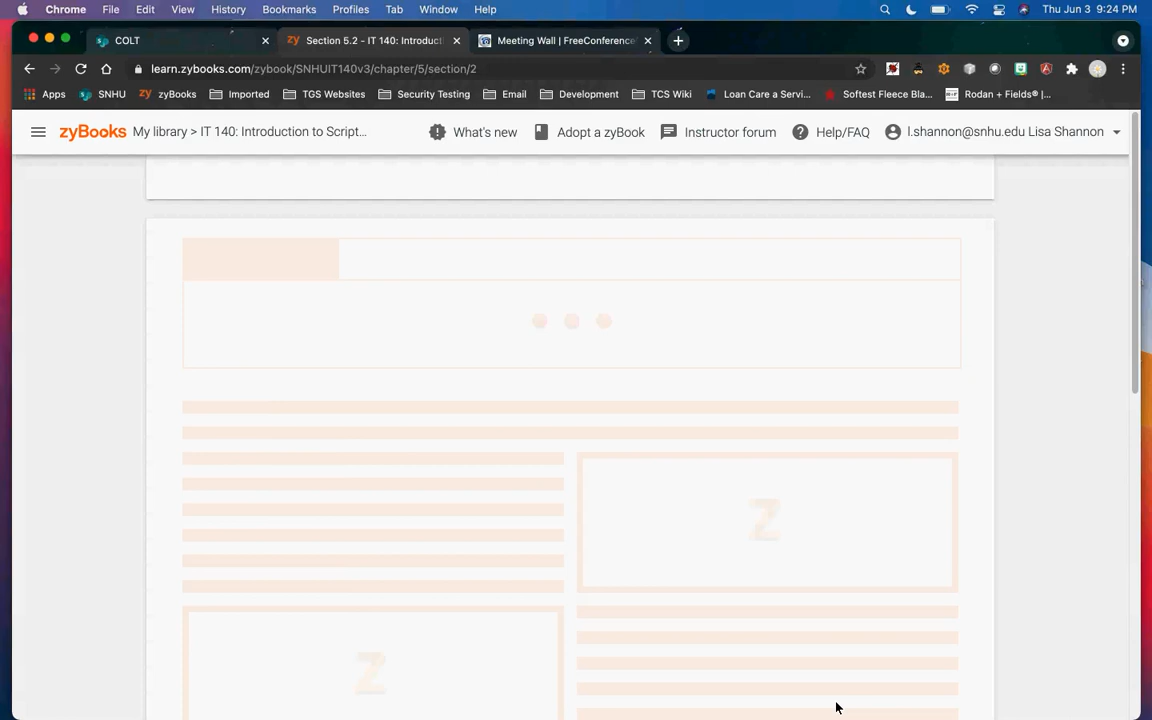 Chrome File Edit View History Bookmarks Profiles Tab Window Help Thu Jun 3 9:24 PM
COLT Section 5.2 - IT 140: Introduct Meeting Wall | FreeConference
learn.zybooks.com/zybook/SNHUIT140v3/chapter/5/section/2
Apps SNHU zyBooks Imported TGS Websites Security Testing Email Development TCS Wiki Loan Care a Servi... Softest Fleece Bla... Rodan + Fields® |...
zyBooks My library > IT 140: Introduction to Script... What's new Adopt a zyBook Instructor forum Help/FAQ l.shannon@snhu.edu Lisa Shannon
Z
Z